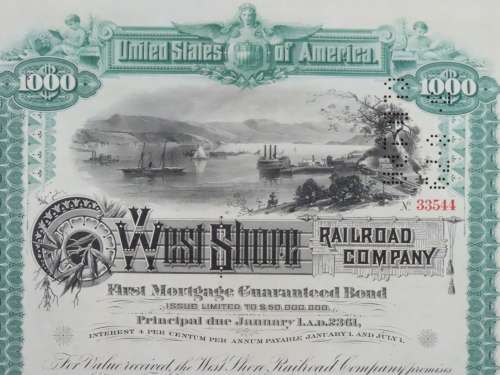 United States of America.
$1000 $1000
No 33544
West Shore
RAILROAD
COMPANY
First Mortgage Guaranteed Bond
ISSUE LIMITED TO $50,000,000.
Principal due January 1. A.D. 2361,
INTEREST 4 PER CENTUM PER ANNUM PAYABLE JANUARY 1, AND JULY 1,
For Value received, the West Shore Railroad Company promises